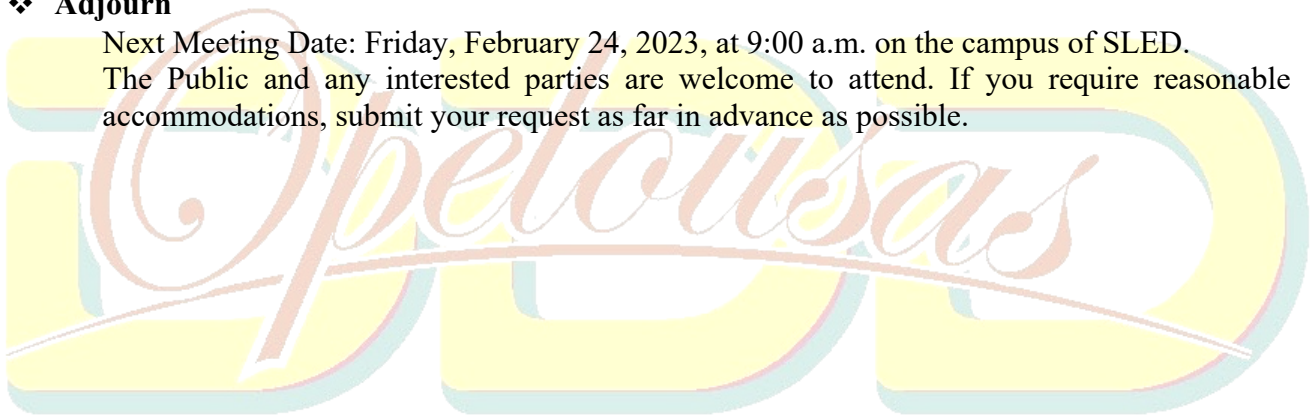 ❖ Adjourn
Next Meeting Date: Friday, February 24, 2023, at 9:00 a.m. on the campus of SLED.
The Public and any interested parties are welcome to attend. If you require reasonable
accommodations, submit your request as far in advance as possible.
Opelousas
DDD